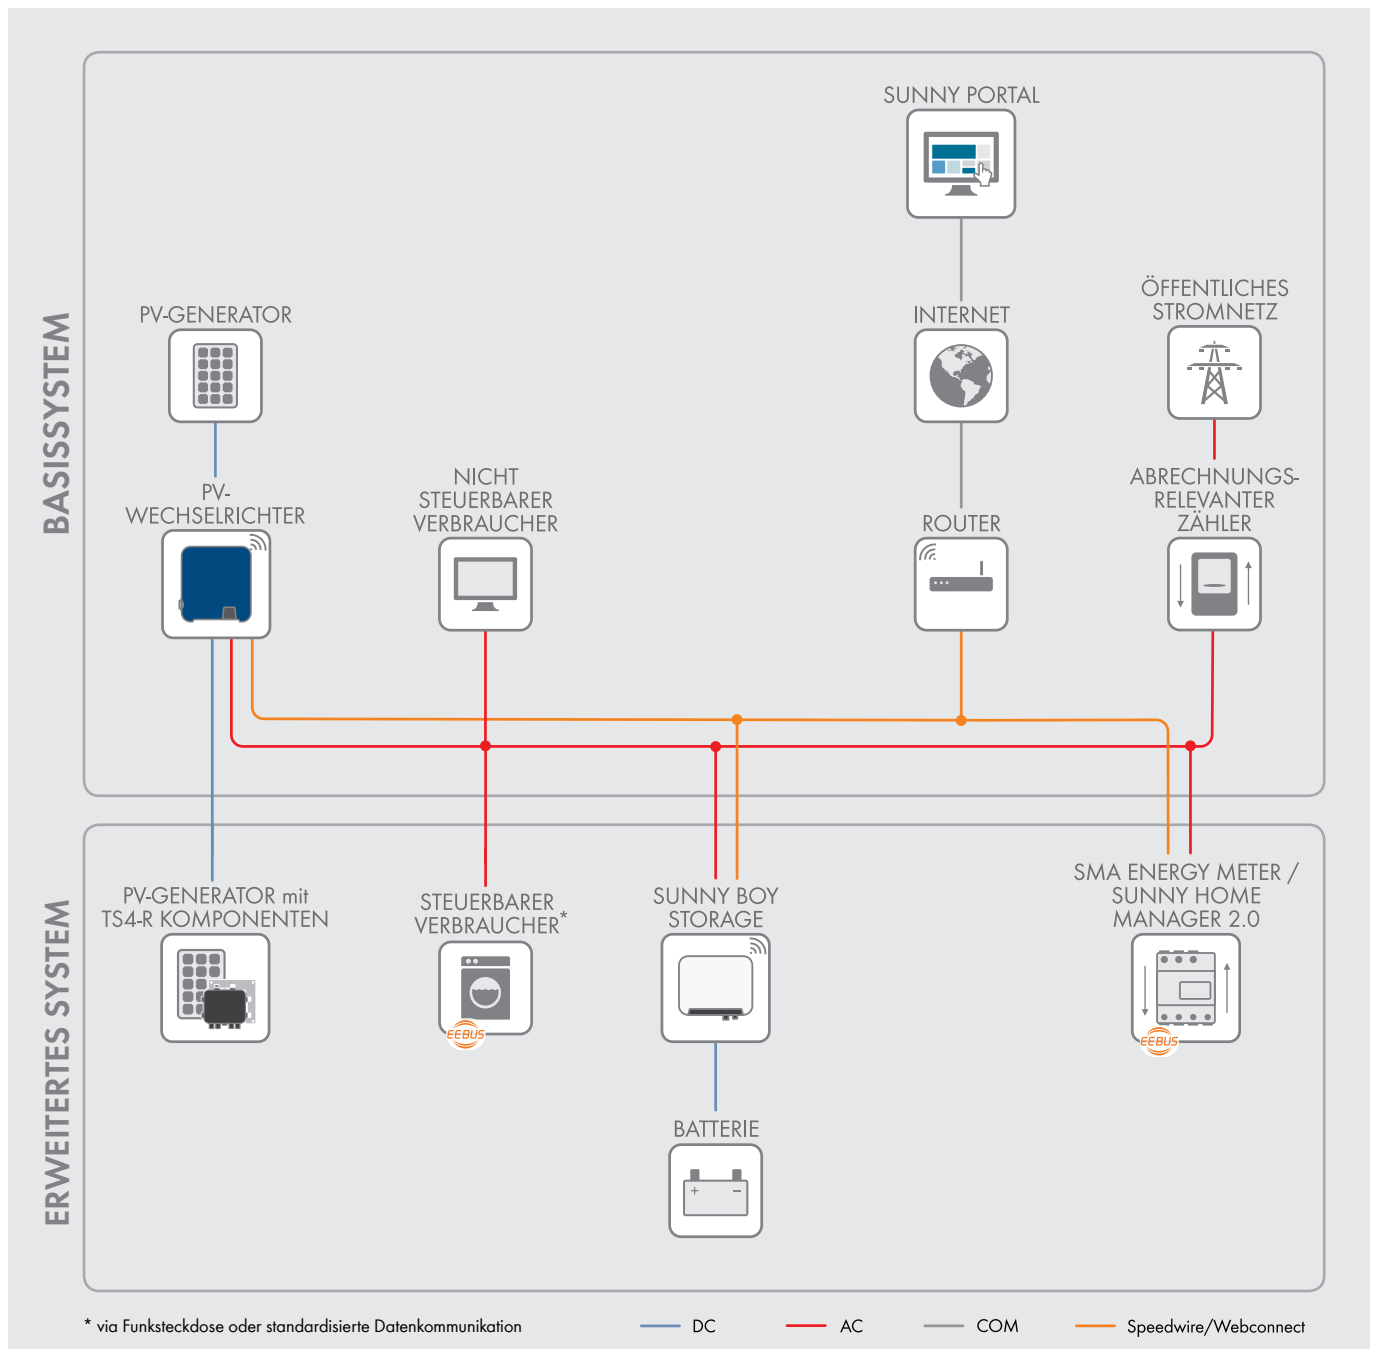 BASISSYSTEM
SUNNY PORTAL
PV-GENERATOR
INTERNET
ÖFFENTLICHES
STROMNETZ
PV-
WECHSELRICHTER
NICHT
STEUERBARER
VERBRAUCHER
ROUTER
ABRECHNUNGS-
RELEVANTER
ZÄHLER
ERWEITERTES SYSTEM
PV-GENERATOR mit
TS4-R KOMPONENTEN
STEUERBARER
VERBRAUCHER*
EEBUS
SUNNY BOY
STORAGE
SMA ENERGY METER /
SUNNY HOME
MANAGER 2.0
EEBUS
BATTERIE
+ −
* via Funksteckdose oder standardisierte Datenkommunikation
DC
AC
COM
Speedwire/Webconnect